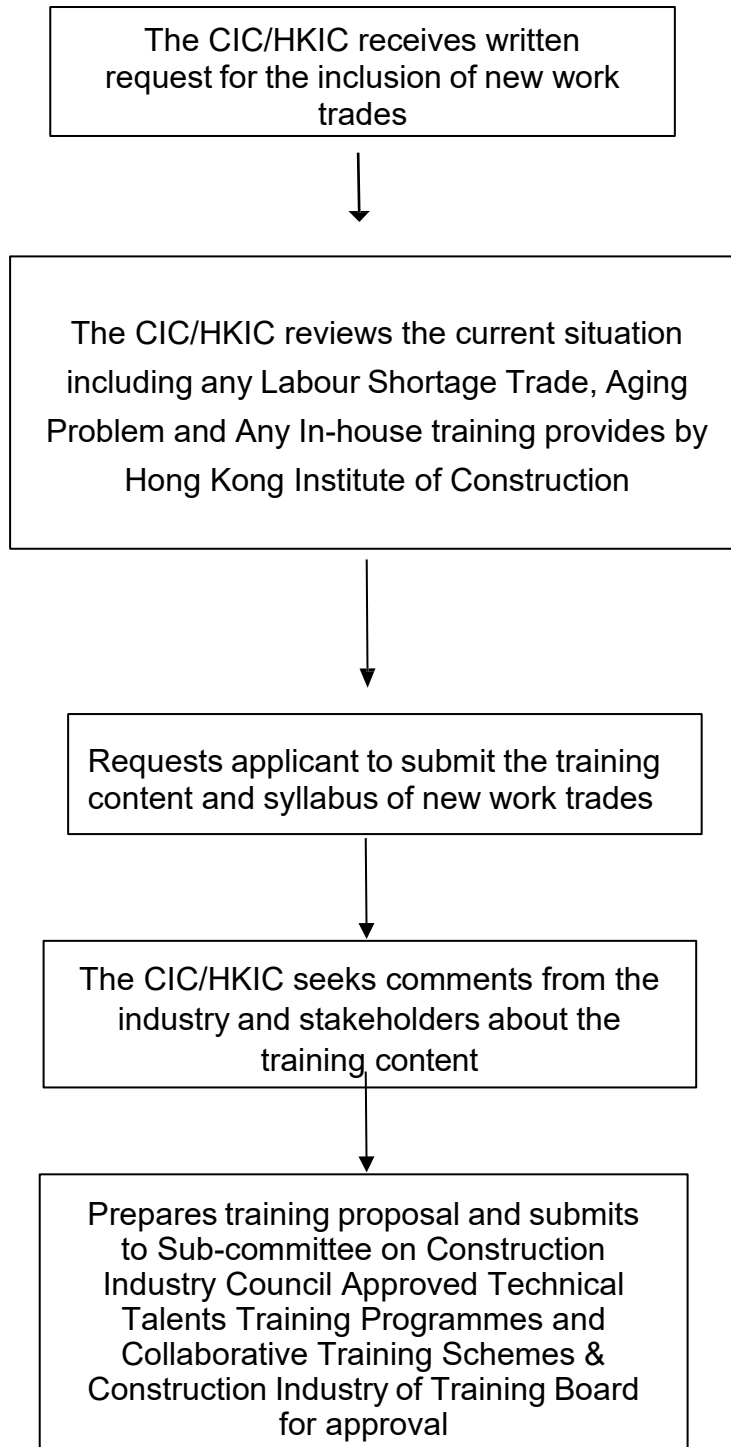 The CIC/HKIC receives written
request for the inclusion of new work
trades
The CIC/HKIC reviews the current situation
including any Labour Shortage Trade, Aging
Problem and Any In-house training provides by
Hong Kong Institute of Construction
Requests applicant to submit the training
content and syllabus of new work trades
The CIC/HKIC seeks comments from the
industry and stakeholders about the
training content
Prepares training proposal and submits
to Sub-committee on Construction
Industry Council Approved Technical
Talents Training Programmes and
Collaborative Training Schemes &
Construction Industry of Training Board
for approval